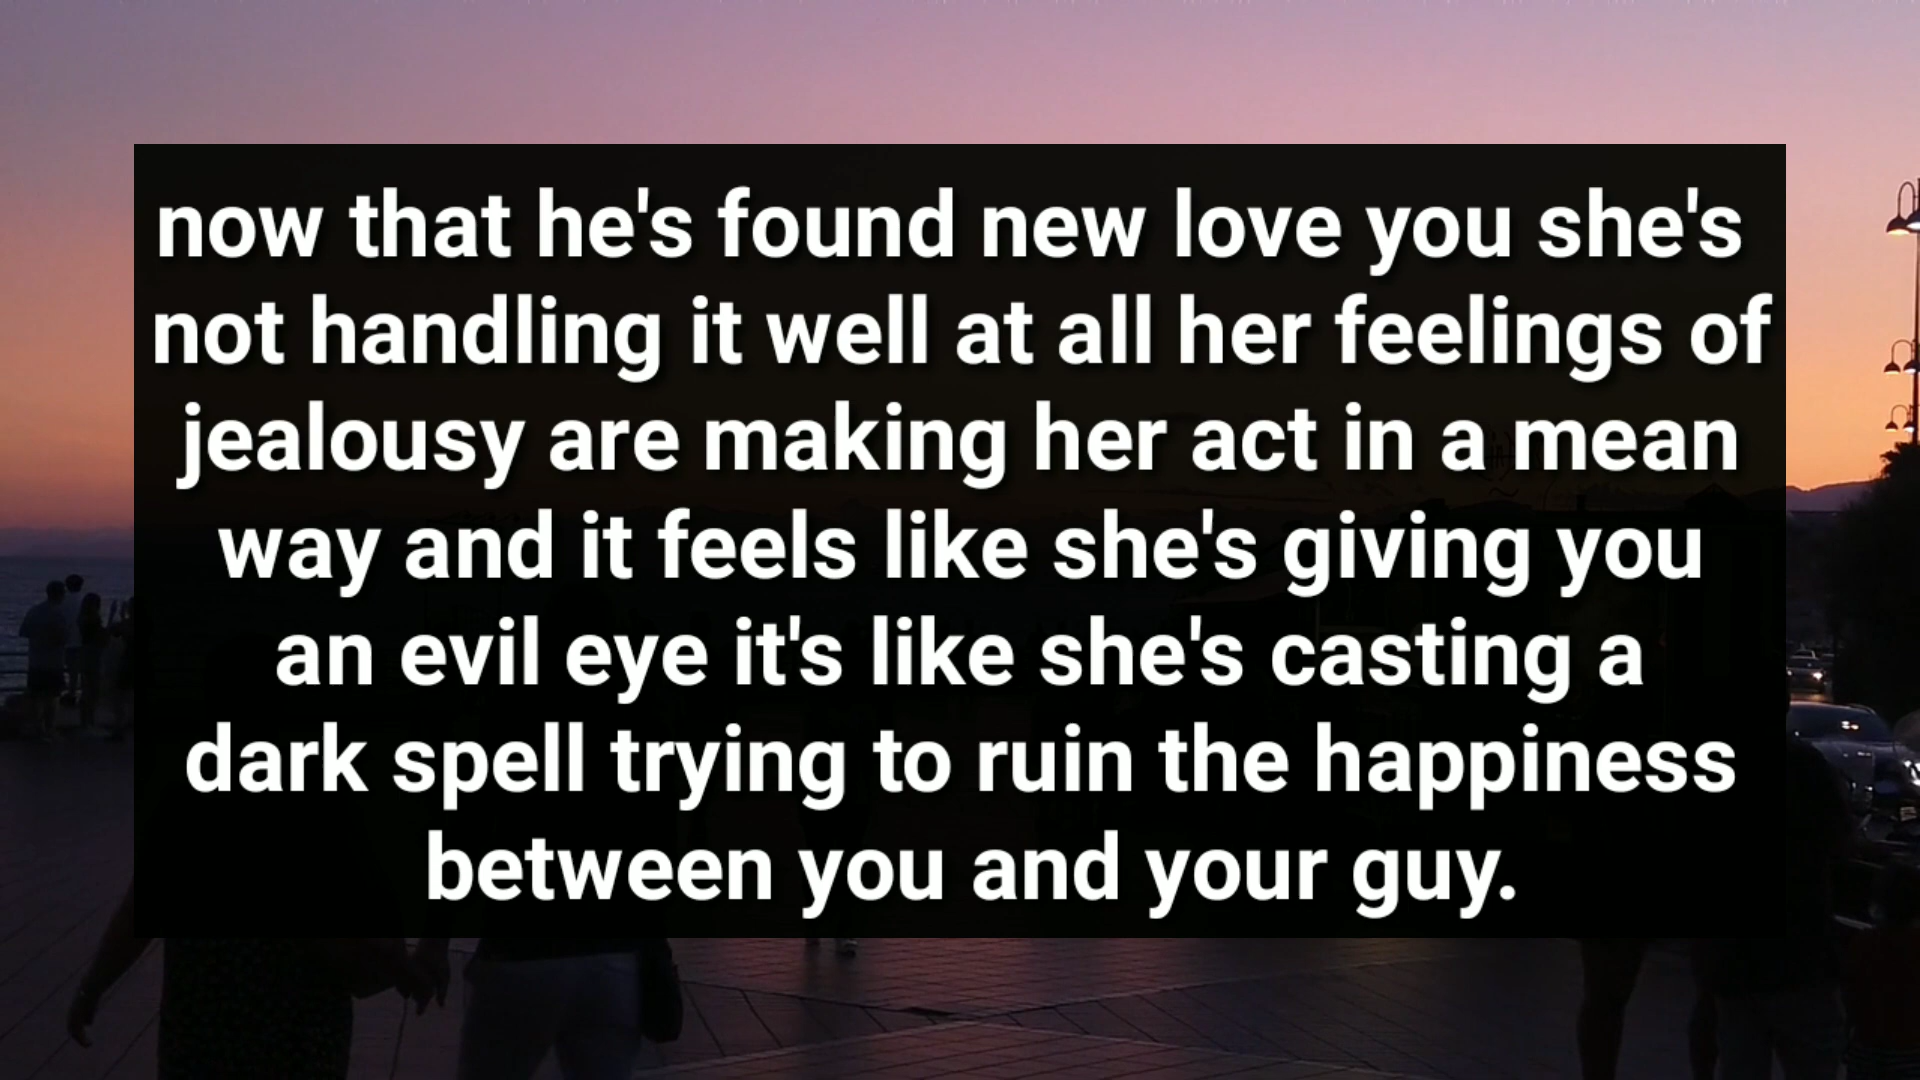 now that he's found new love you she's
not handling it well at all her feelings of
jealousy are making her act in a mean
way and it feels like she's giving you
an evil eye it's like she's casting a
dark spell trying to ruin the happiness
between you and your guy.